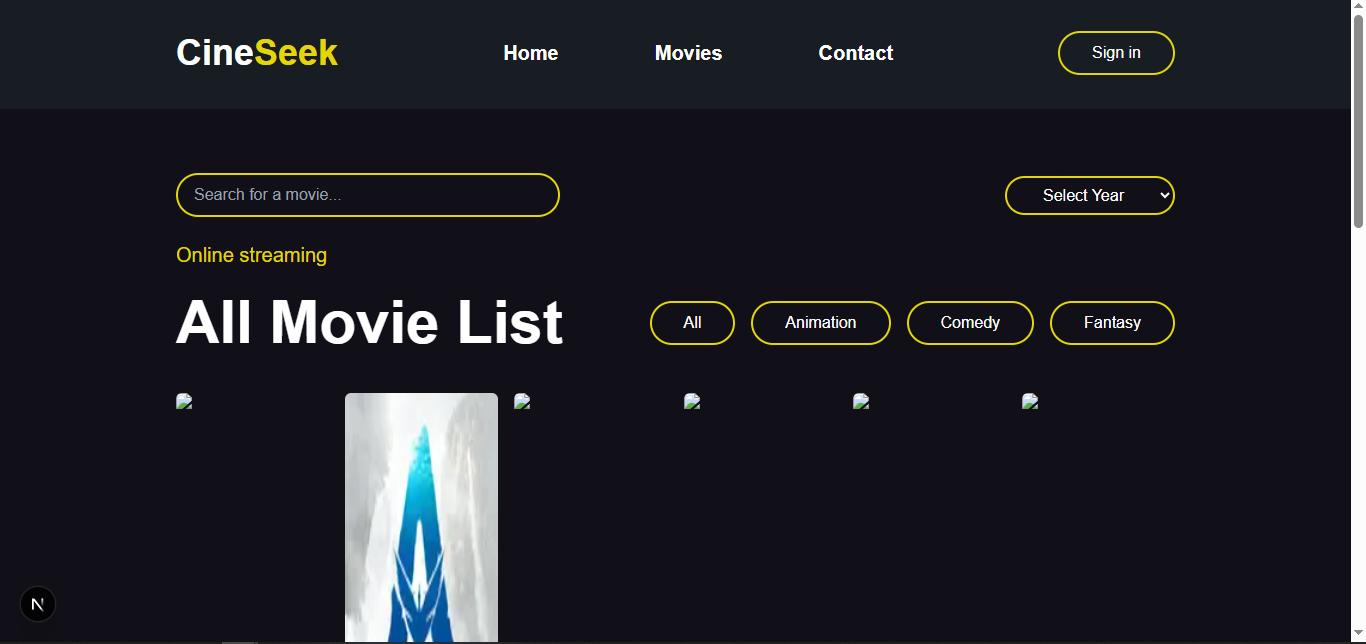 CineSeek Home Movies Contact Sign in
Search for a movie... Select Year
Online streaming
All Movie List All Animation Comedy Fantasy
N